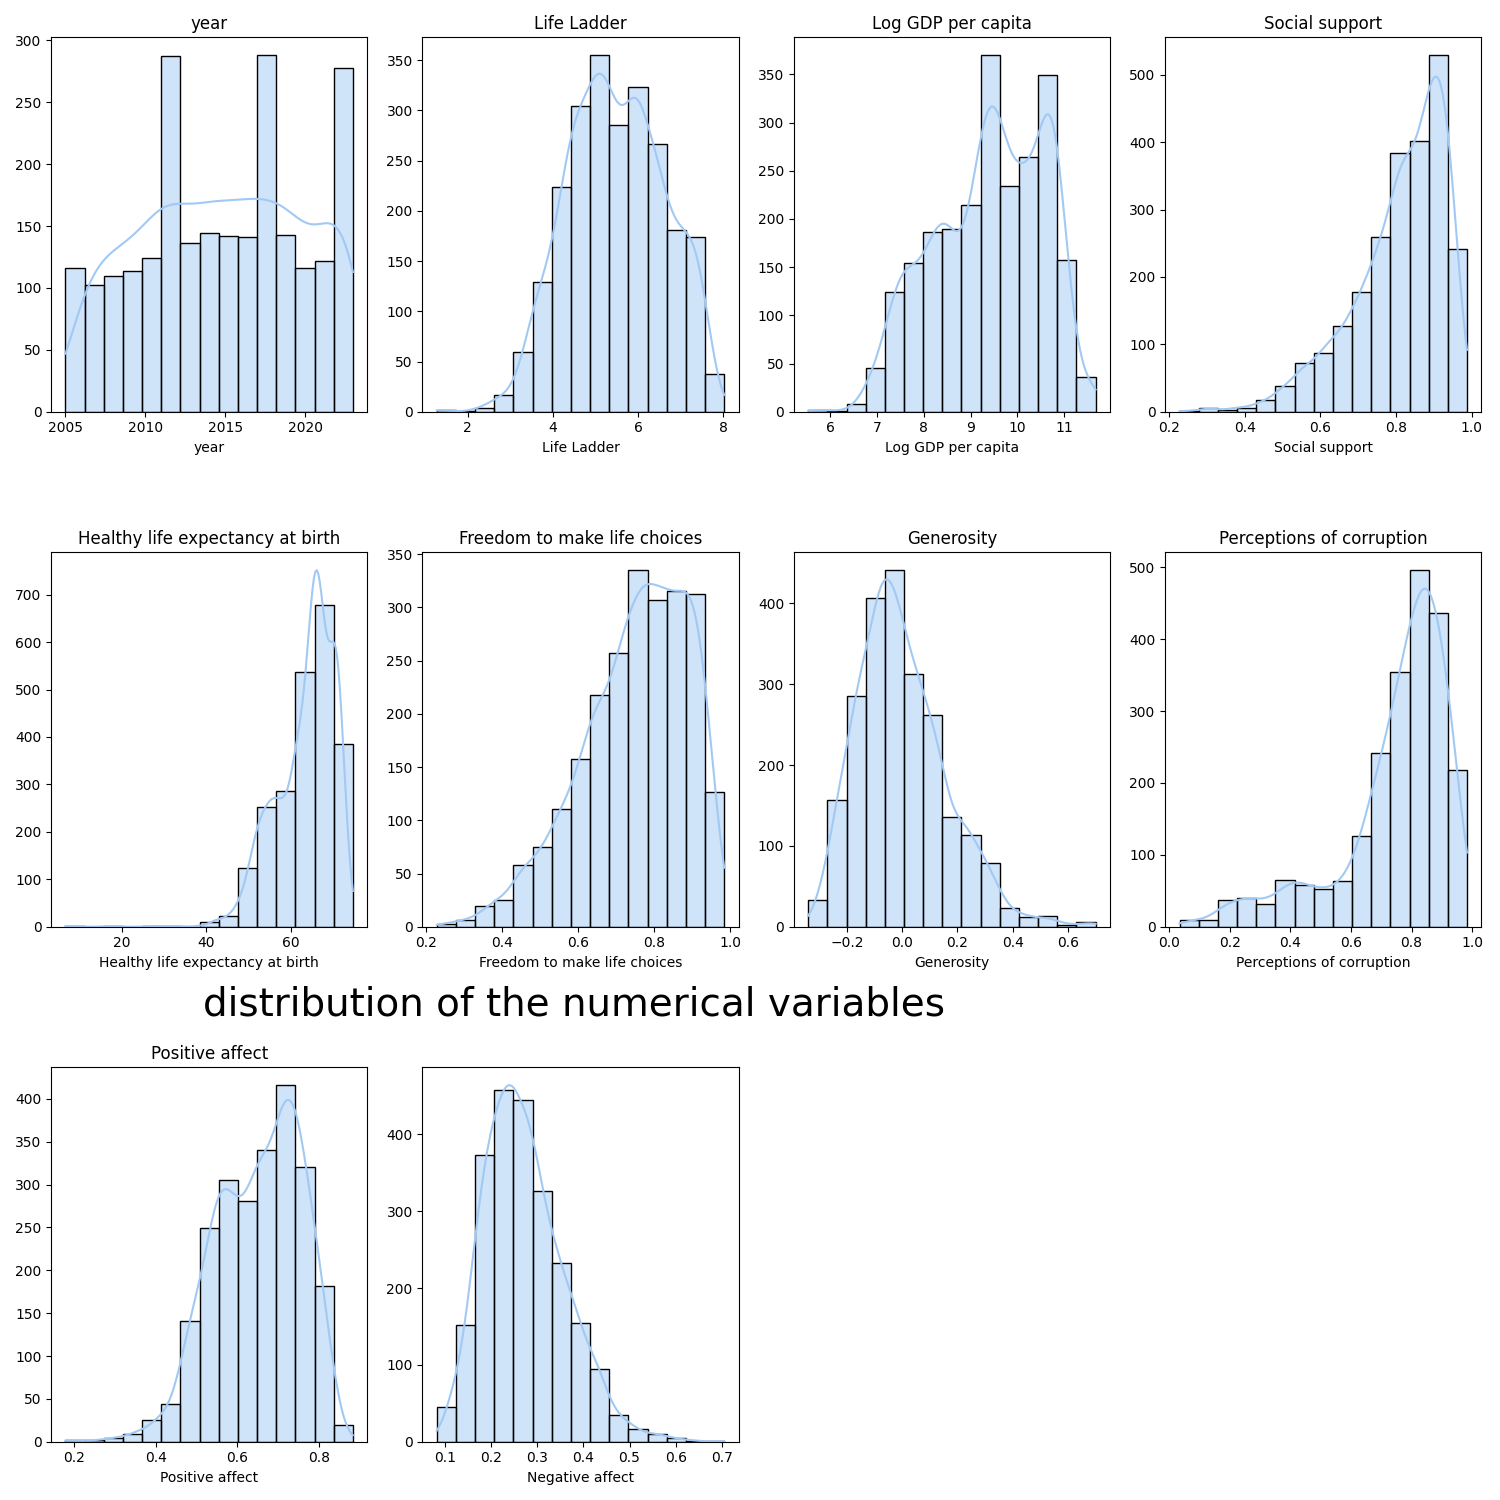 year Life Ladder Log GDP per capita Social support
300
250
200
150
100
50
0
2005 2010 2015 2020
year
350
300
250
200
150
100
50
0
2 4 6 8
Life Ladder
350
300
250
200
150
100
50
0
6 7 8 9 10 11
Log GDP per capita
500
400
300
200
100
0
0.2 0.4 0.6 0.8 1.0
Social support
Healthy life expectancy at birth Freedom to make life choices Generosity Perceptions of corruption
700
600
500
400
300
200
100
0
20 40 60
Healthy life expectancy at birth
350
300
250
200
150
100
50
0
0.2 0.4 0.6 0.8 1.0
Freedom to make life choices
400
300
200
100
0
−0.2 0.0 0.2 0.4 0.6
Generosity
500
400
300
200
100
0
0.0 0.2 0.4 0.6 0.8 1.0
Perceptions of corruption
distribution of the numerical variables
Positive affect
400
350
300
250
200
150
100
50
0
0.2 0.4 0.6 0.8
Positive affect
400
300
200
100
0
0.1 0.2 0.3 0.4 0.5 0.6 0.7
Negative affect